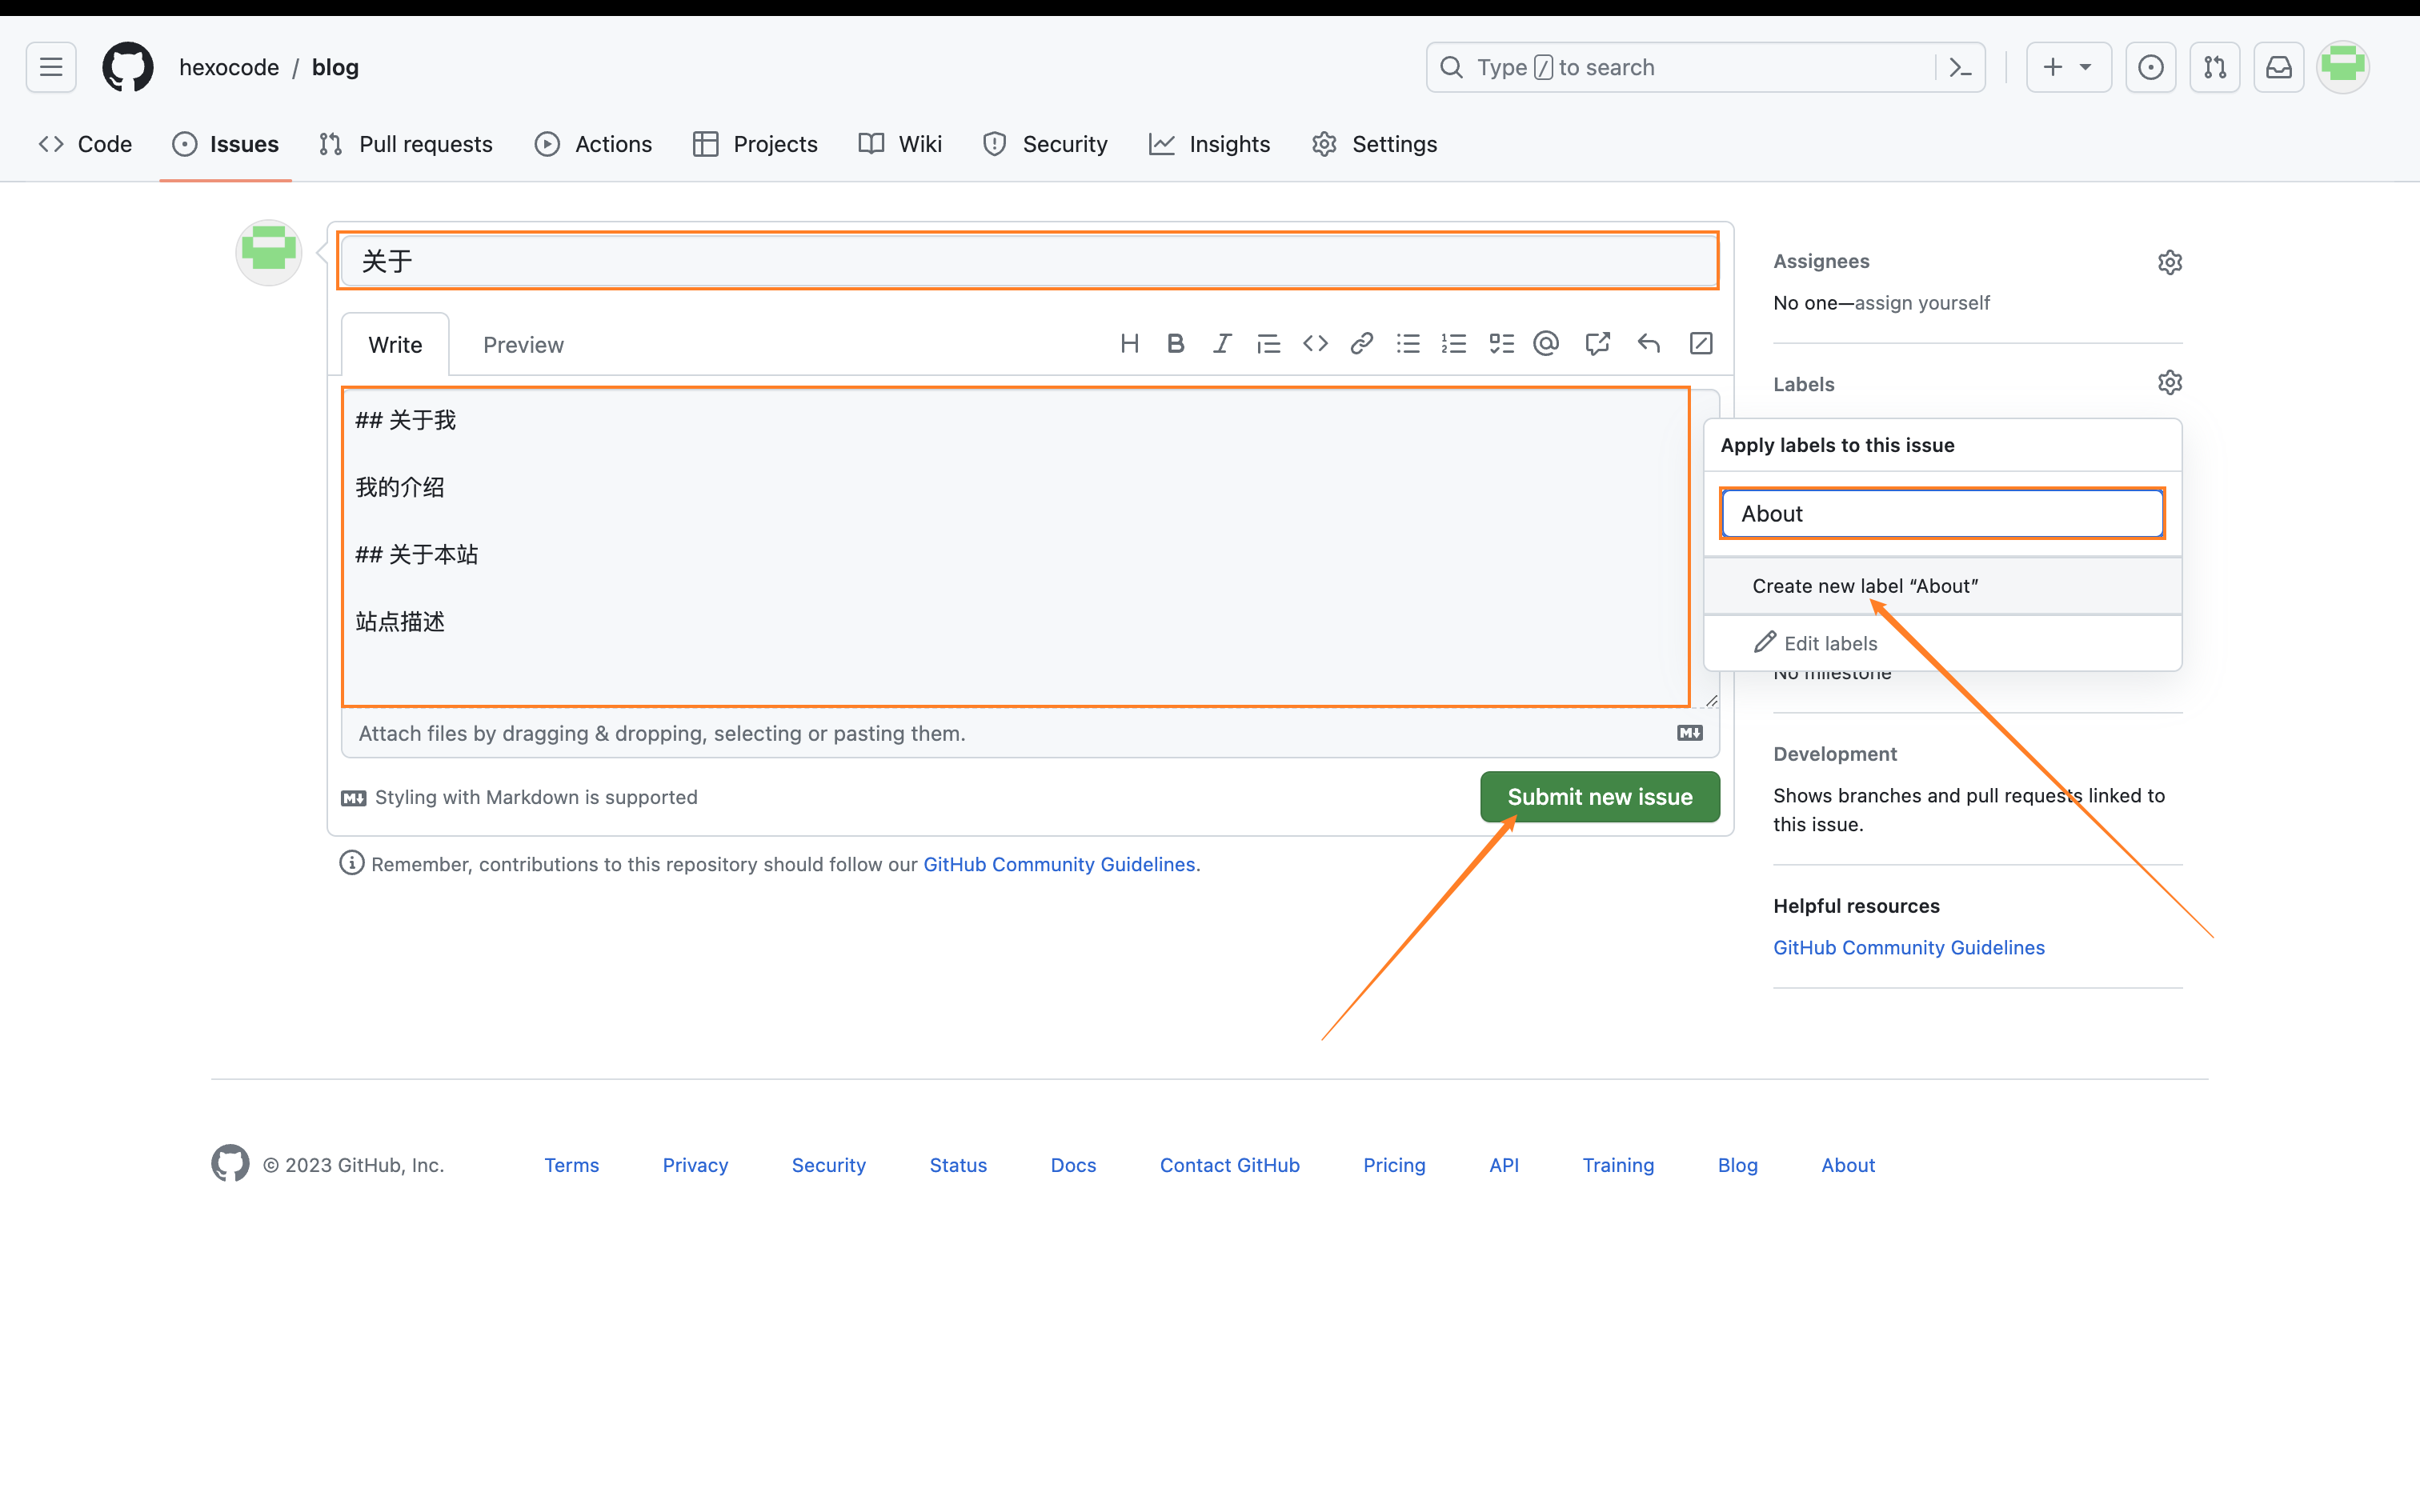 hexocode / blog
Type / to search
Code Issues Pull requests Actions Projects Wiki Security Insights Settings
关于
Write Preview
## 关于我
我的介绍
## 关于本站
站点描述
Attach files by dragging & dropping, selecting or pasting them.
Styling with Markdown is supported
Submit new issue
Remember, contributions to this repository should follow our GitHub Community Guidelines.
Assignees
No one—assign yourself
Labels
Apply labels to this issue
About
Create new label “About”
Edit labels
No milestone
Development
Shows branches and pull requests linked to
this issue.
Helpful resources
GitHub Community Guidelines
© 2023 GitHub, Inc. Terms Privacy Security Status Docs Contact GitHub Pricing API Training Blog About